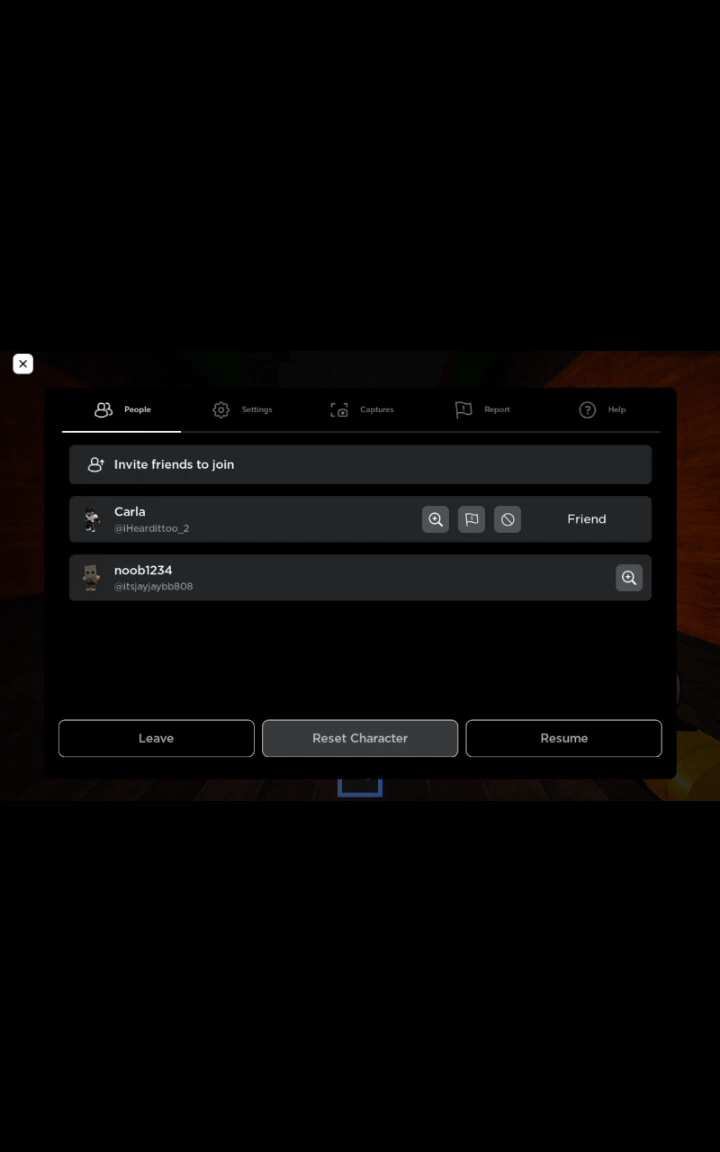 People
Settings
Captures
Report
Help
Invite friends to join
Carla
@iHeardittoo_2
Friend
noob1234
@itsjayjaybb808
Leave
Reset Character
Resume